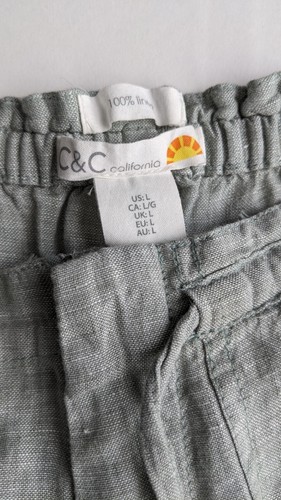 100% linen
C&C california
US: L
CA: L/G
UK: L
EU: L
AU: L